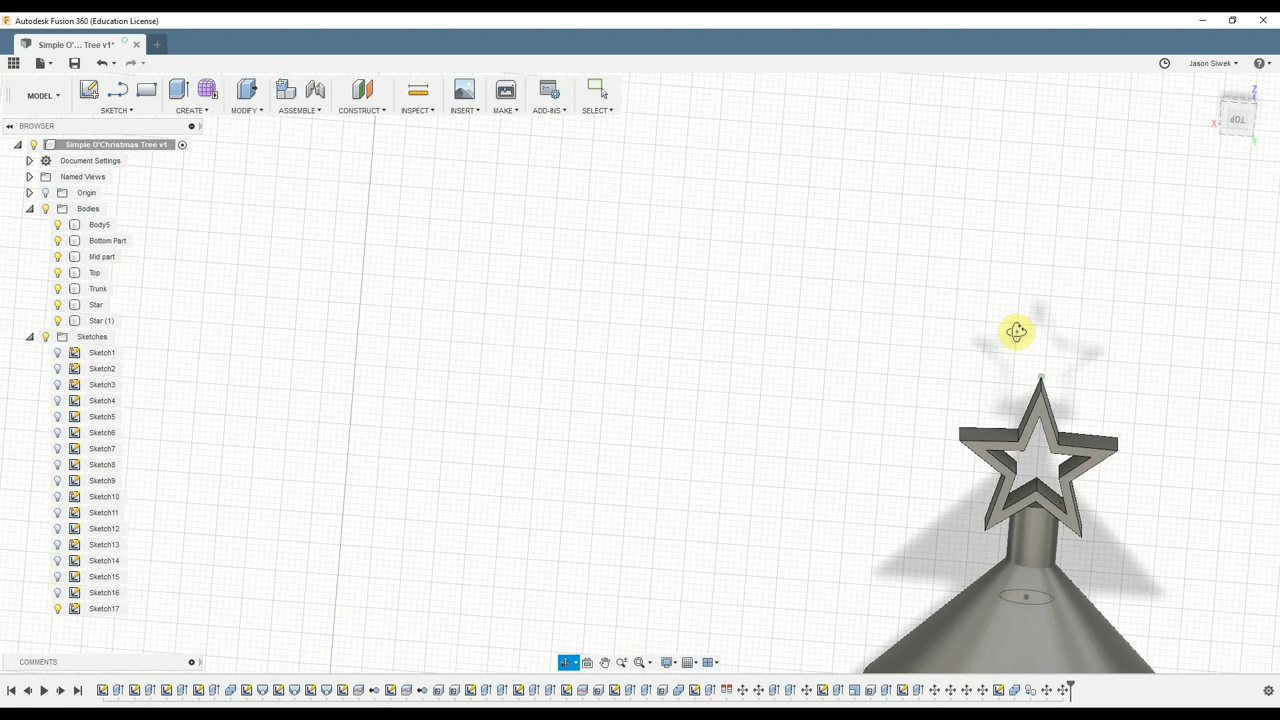 Autodesk Fusion 360 (Education License)
Simple O'... Tree v1*
Jason Siwek
MODEL
SKETCH
CREATE
MODIFY
ASSEMBLE
CONSTRUCT
INSPECT
INSERT
MAKE
ADD-INS
SELECT
Z
X
TOP
Y
BROWSER
Simple O'Christmas Tree v1
Document Settings
Named Views
Origin
Bodies
Body5
Bottom Part
Mid part
Top
Trunk
Star
Star (1)
Sketches
Sketch1
Sketch2
Sketch3
Sketch4
Sketch5
Sketch6
Sketch7
Sketch8
Sketch9
Sketch10
Sketch11
Sketch12
Sketch13
Sketch14
Sketch15
Sketch16
Sketch17
COMMENTS